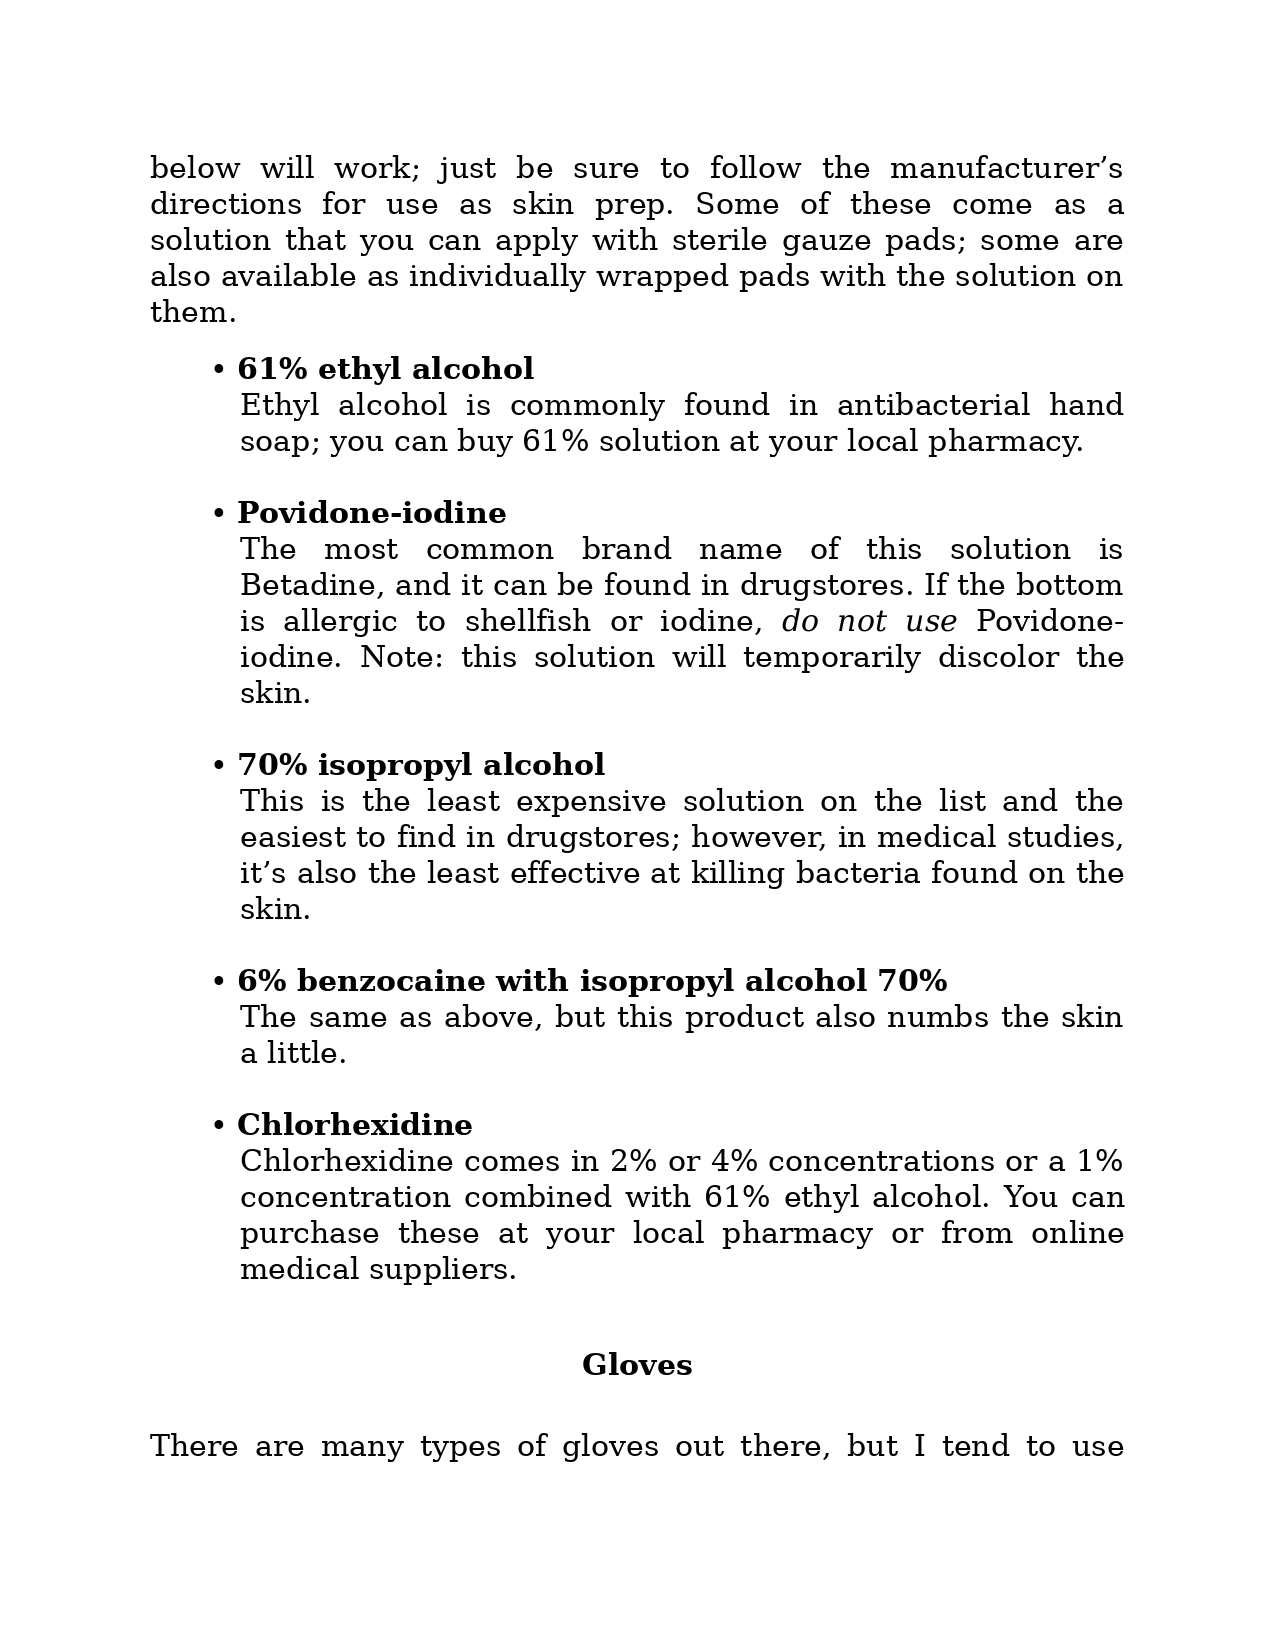 below will work; just be sure to follow the manufacturer’s
directions for use as skin prep. Some of these come as a
solution that you can apply with sterile gauze pads; some are
also available as individually wrapped pads with the solution on
them.
• 61% ethyl alcohol
Ethyl alcohol is commonly found in antibacterial hand
soap; you can buy 61% solution at your local pharmacy.
• Povidone-iodine
The most common brand name of this solution is
Betadine, and it can be found in drugstores. If the bottom
is allergic to shellfish or iodine, do not use Povidone-
iodine. Note: this solution will temporarily discolor the
skin.
• 70% isopropyl alcohol
This is the least expensive solution on the list and the
easiest to find in drugstores; however, in medical studies,
it’s also the least effective at killing bacteria found on the
skin.
• 6% benzocaine with isopropyl alcohol 70%
The same as above, but this product also numbs the skin
a little.
• Chlorhexidine
Chlorhexidine comes in 2% or 4% concentrations or a 1%
concentration combined with 61% ethyl alcohol. You can
purchase these at your local pharmacy or from online
medical suppliers.
Gloves
There are many types of gloves out there, but I tend to use